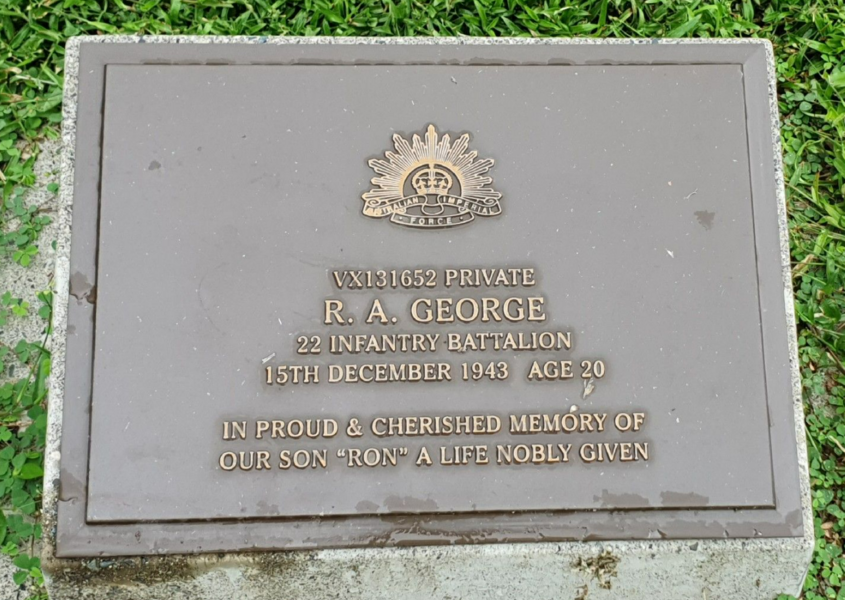 AUSTRALIAN IMPERIAL
FORCE
VX131652 PRIVATE
R. A. GEORGE
22 INFANTRY BATTALION
15TH DECEMBER 1943 AGE 20
IN PROUD & CHERISHED MEMORY OF
OUR SON “RON” A LIFE NOBLY GIVEN